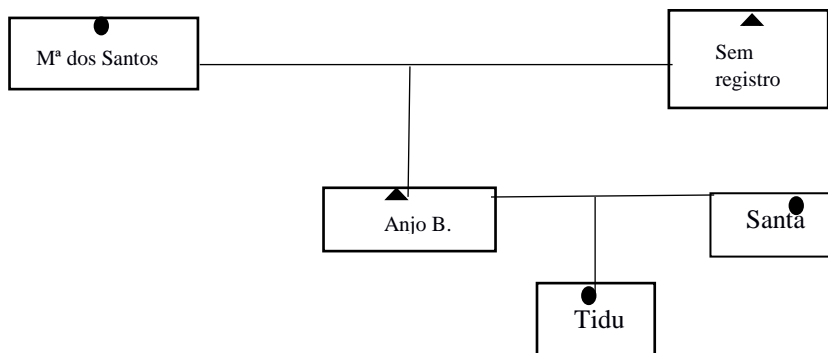 Mª dos Santos
Sem
registro
Anjo B.
Santa
Tidu